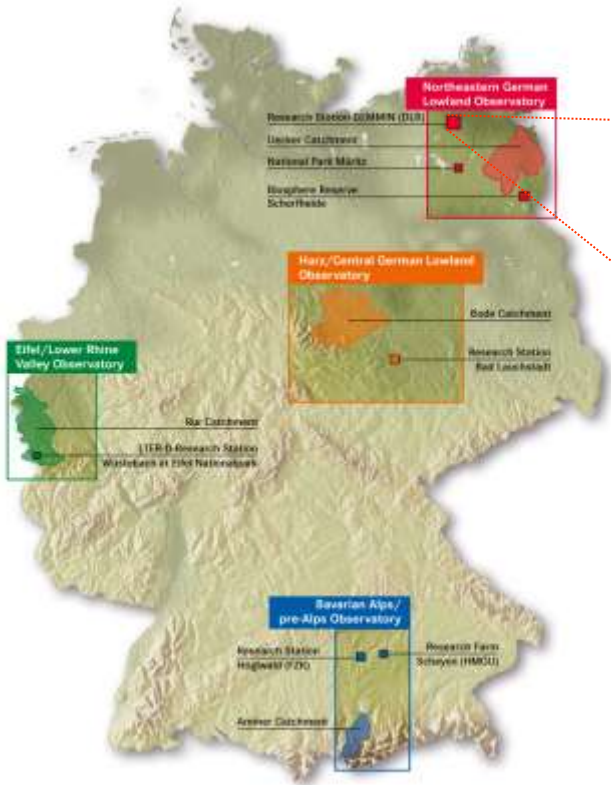 Northeastern German
Lowland Observatory
Research Station DEMMIN (DLR)
Uecker Catchment
National Park Müritz
Biosphere Reserve
Schorfheide
Harz/Central German Lowland
Observatory
Bode Catchment
Research Station
Bad Lauchstädt
Eifel/Lower Rhine
Valley Observatory
Rur Catchment
LTER-D-Research Station
Wüstebach in Eifel Nationalpark
Bavarian Alps/
pre-Alps Observatory
Research Station
Höglwald (FZK)
Research Farm
Scheyen (HMGU)
Ammer Catchment